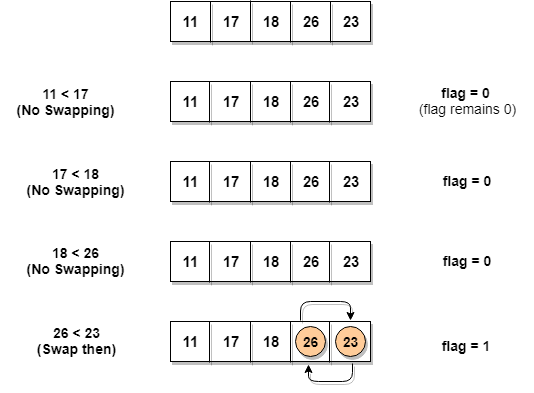 11 17 18 26 23
11 < 17
(No Swapping)
11 17 18 26 23
flag = 0
(flag remains 0)
17 < 18
(No Swapping)
11 17 18 26 23
flag = 0
18 < 26
(No Swapping)
11 17 18 26 23
flag = 0
26 < 23
(Swap then)
11 17 18 26 23
flag = 1